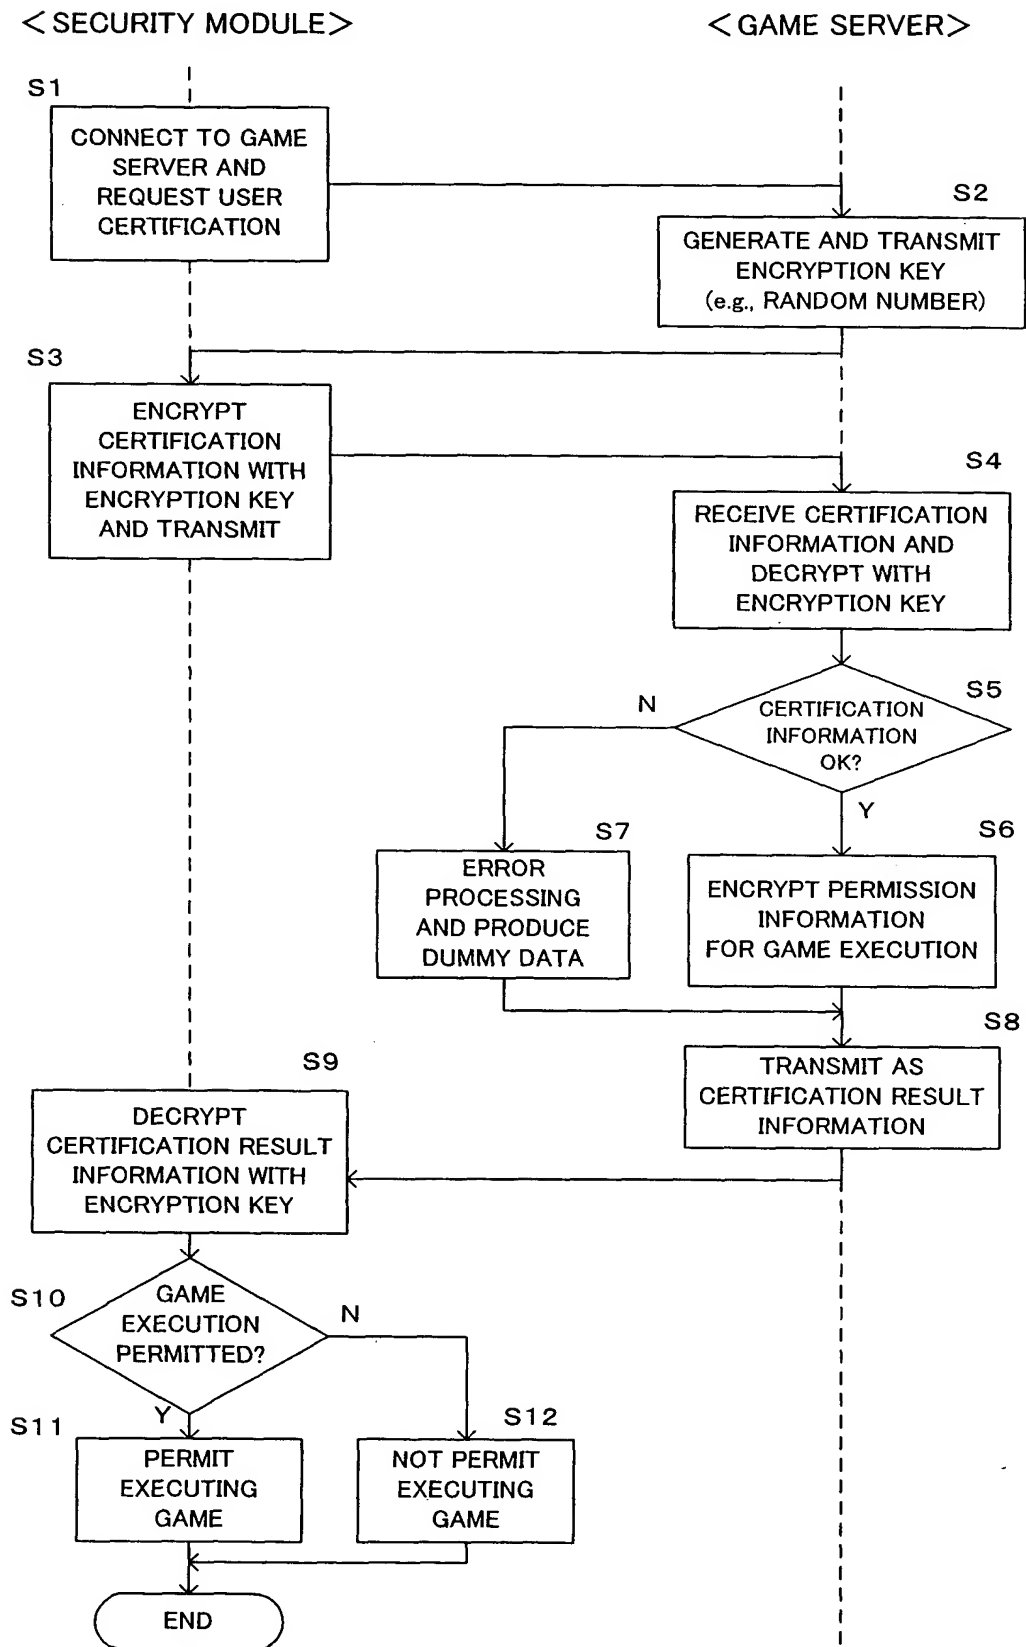 <SECURITY MODULE>
<GAME SERVER>
S1
CONNECT TO GAME
SERVER AND
REQUEST USER
CERTIFICATION
S2
GENERATE AND TRANSMIT
ENCRYPTION KEY
(e.g., RANDOM NUMBER)
S3
ENCRYPT
CERTIFICATION
INFORMATION WITH
ENCRYPTION KEY
AND TRANSMIT
S4
RECEIVE CERTIFICATION
INFORMATION AND
DECRYPT WITH
ENCRYPTION KEY
S5
CERTIFICATION
INFORMATION
OK?
N
Y
S7
ERROR
PROCESSING
AND PRODUCE
DUMMY DATA
S6
ENCRYPT PERMISSION
INFORMATION
FOR GAME EXECUTION
S8
TRANSMIT AS
CERTIFICATION RESULT
INFORMATION
S9
DECRYPT
CERTIFICATION RESULT
INFORMATION WITH
ENCRYPTION KEY
S10
GAME
EXECUTION
PERMITTED?
N
Y
S11
PERMIT
EXECUTING
GAME
S12
NOT PERMIT
EXECUTING
GAME
END